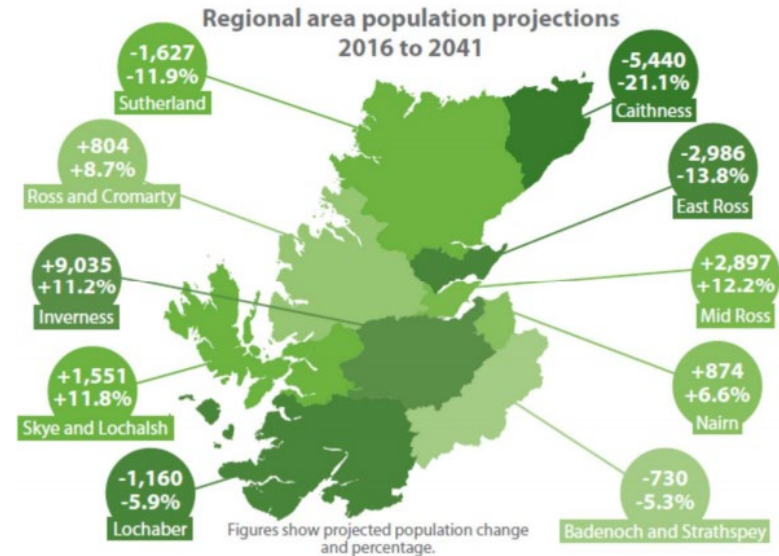 Regional area population projections
2016 to 2041
-1,627
-11.9%
Sutherland
-5,440
-21.1%
Caithness
+804
+8.7%
Ross and Cromarty
-2,986
-13.8%
East Ross
+9,035
+11.2%
Inverness
+2,897
+12.2%
Mid Ross
+1,551
+11.8%
Skye and Lochalsh
+874
+6.6%
Nairn
-1,160
-5.9%
Lochaber
-730
-5.3%
Badenoch and Strathspey
Figures show projected population change
and percentage.